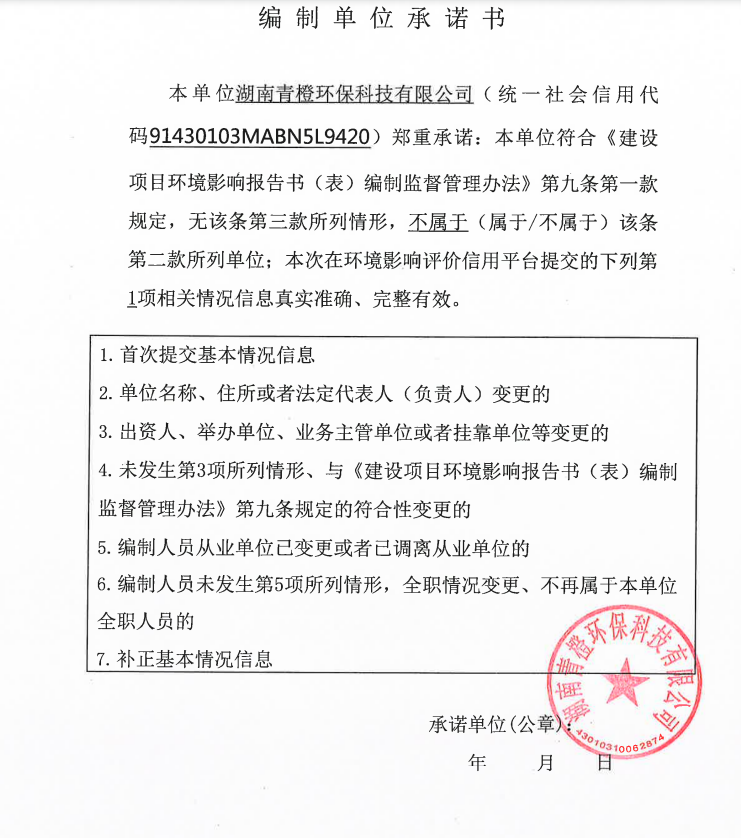 编制单位承诺书
本单位湖南青橙环保科技有限公司（统一社会信用代
码91430103MABN5L9420）郑重承诺：本单位符合《建设
项目环境影响报告书（表）编制监督管理办法》第九条第一款
规定，无该条第三款所列情形，不属于（属于/不属于）该条
第二款所列单位；本次在环境影响评价信用平台提交的下列第
1项相关情况信息真实准确、完整有效。
1. 首次提交基本情况信息
2. 单位名称、住所或者法定代表人（负责人）变更的
3. 出资人、举办单位、业务主管单位或者挂靠单位等变更的
4. 未发生第3项所列情形、与《建设项目环境影响报告书（表）编制
监督管理办法》第九条规定的符合性变更的
5. 编制人员从业单位已变更或者已调离从业单位的
6. 编制人员未发生第5项所列情形，全职情况变更、不再属于本单位
全职人员的
7. 补正基本情况信息
湖南青橙环保科技有限公司
43010310062874
承诺单位(公章)：
年 月 日